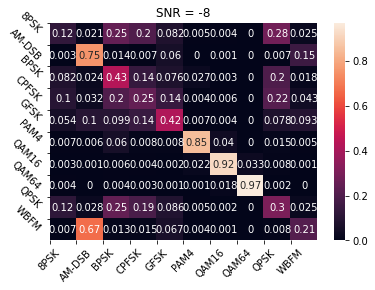 SNR = -8
8PSK 0.12 0.021 0.25 0.2 0.082 0.005 0.006 0 0.28 0.025
AM-DSB 0.003 0.75 0.014 0.007 0.06 0 0.001 0 0.007 0.15
BPSK 0.082 0.024 0.43 0.14 0.076 0.027 0.003 0 0.2 0.018
CPFSK 0.1 0.032 0.2 0.25 0.14 0.004 0.006 0 0.22 0.043
GFSK 0.054 0.1 0.099 0.14 0.42 0.007 0.006 0 0.078 0.093
PAM4 0.007 0.006 0.06 0.008 0.008 0.85 0.04 0 0.015 0.005
QAM16 0.003 0.001 0.006 0.004 0.002 0.022 0.92 0.033 0.008 0.001
QAM64 0.004 0 0.004 0.004 0 0.001 0.018 0.97 0.002 0
QPSK 0.12 0.028 0.25 0.19 0.086 0.005 0.004 0 0.3 0.025
WBFM 0.007 0.67 0.013 0.015 0.067 0.004 0.001 0 0.008 0.21
8PSK AM-DSB BPSK CPFSK GFSK PAM4 QAM16 QAM64 QPSK WBFM
0.8
0.6
0.4
0.2
0.0